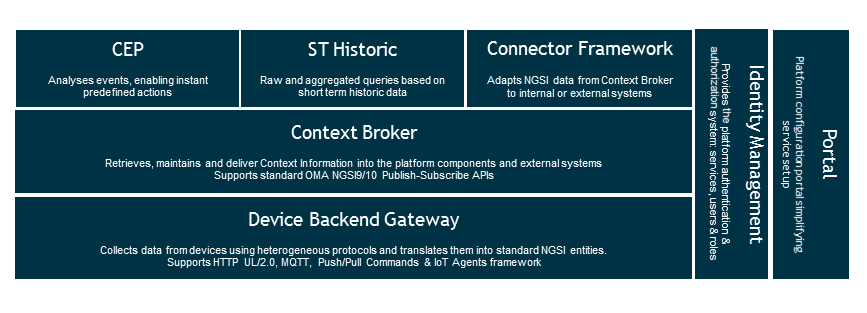 CEP
Analyses events, enabling instant
predefined actions
ST Historic
Raw and aggregated queries based on
short term historic data
Connector Framework
Adapts NGSI data from Context Broker
to internal or external systems
Context Broker
Retrieves, maintains and deliver Context Information into the platform components and external systems
Supports standard OMA NGSI9/10 Publish-Subscribe APIs
Device Backend Gateway
Collects data from devices using heterogeneous protocols and translates them into standard NGSI entities.
Supports HTTP UL/2.0, MQTT, Push/Pull Commands & IoT Agents framework
Identity Management
Provides the platform authentication &
authorization system: services, users & roles
Portal
Platform configuration portal simplifying
service set up